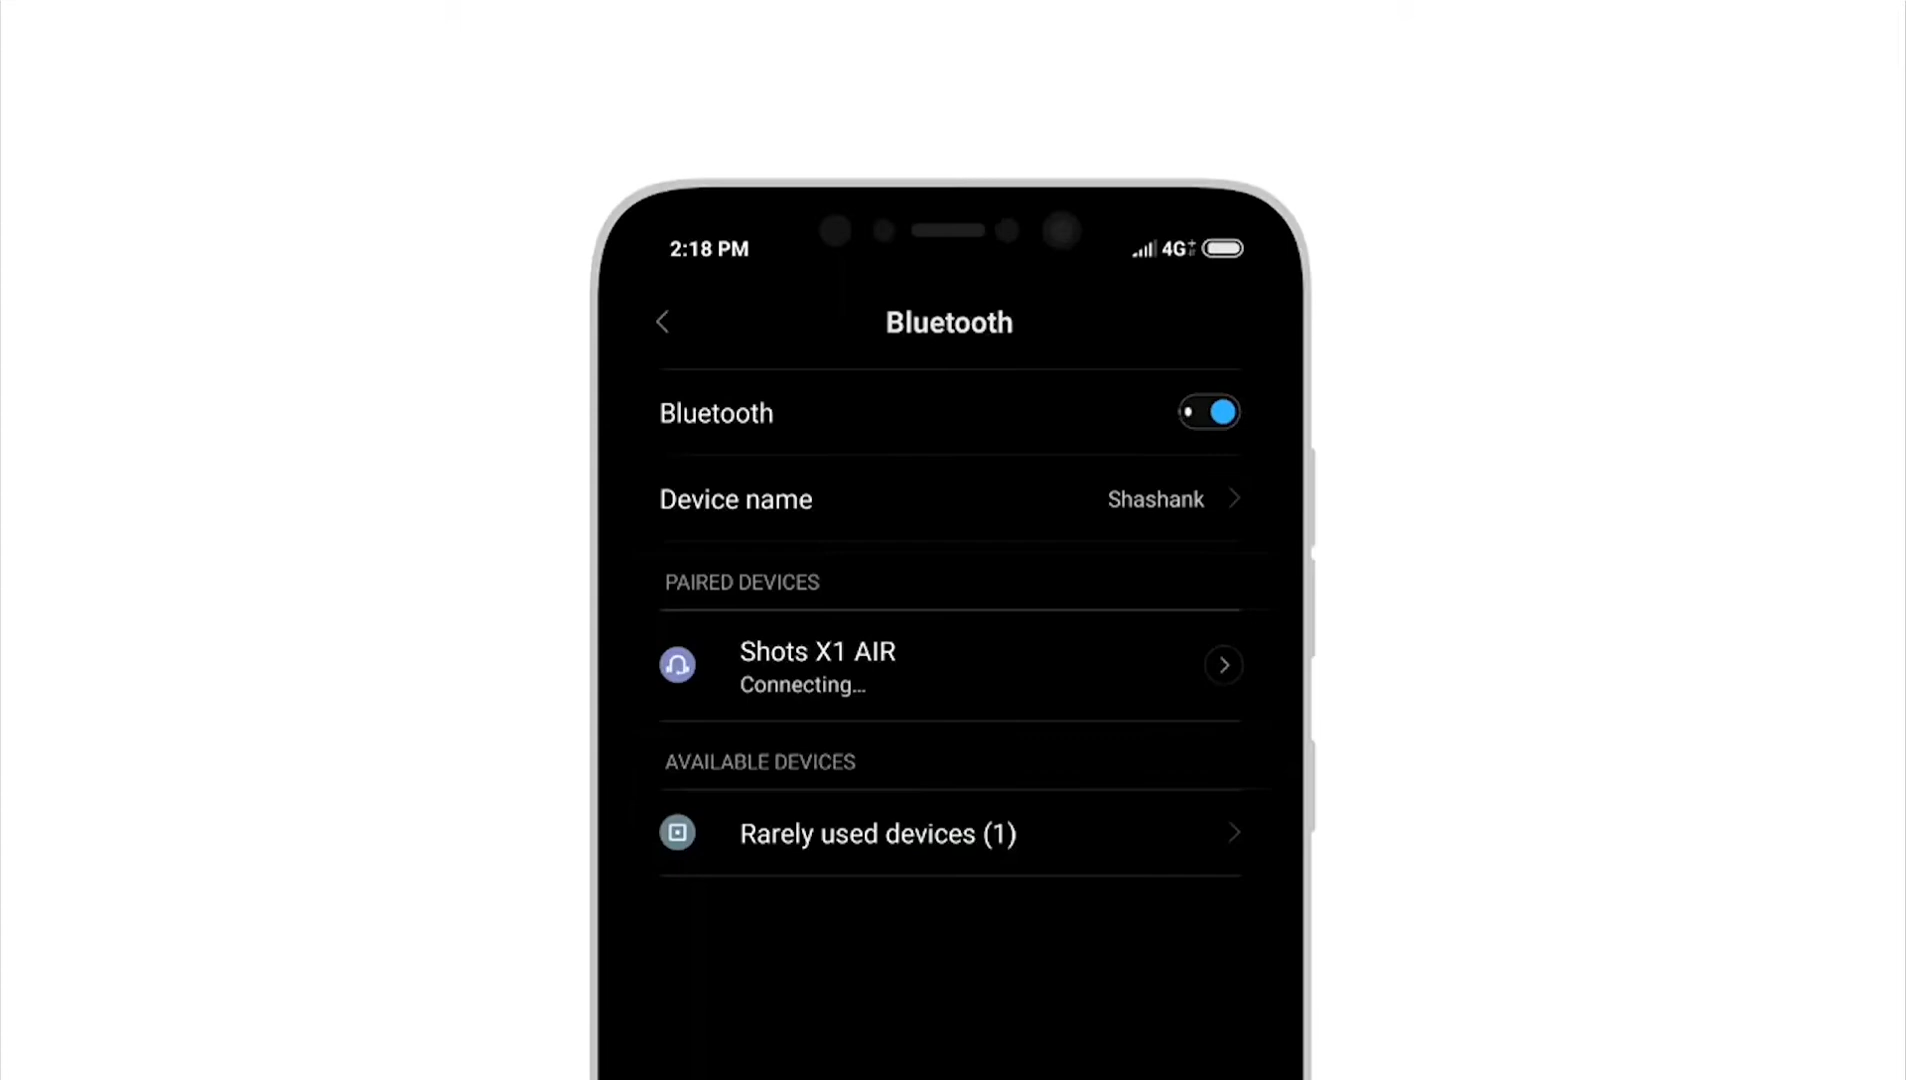 2:18 PM
4G+
Bluetooth
Bluetooth
Device name
Shashank
PAIRED DEVICES
Shots X1 AIR
Connecting...
AVAILABLE DEVICES
Rarely used devices (1)